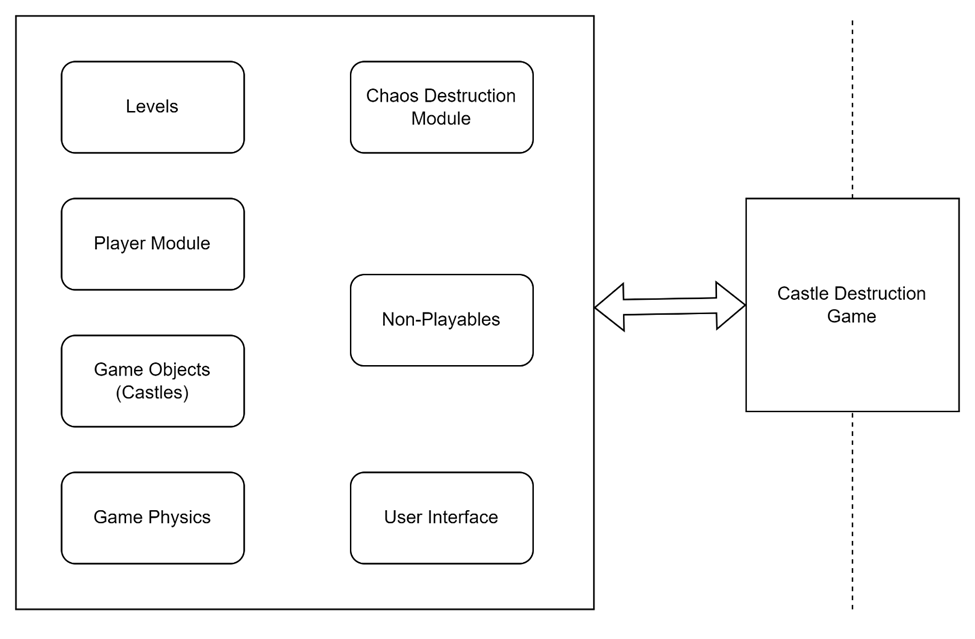 Levels
Chaos Destruction
Module
Player Module
Non-Playables
Game Objects
(Castles)
Game Physics
User Interface
Castle Destruction
Game